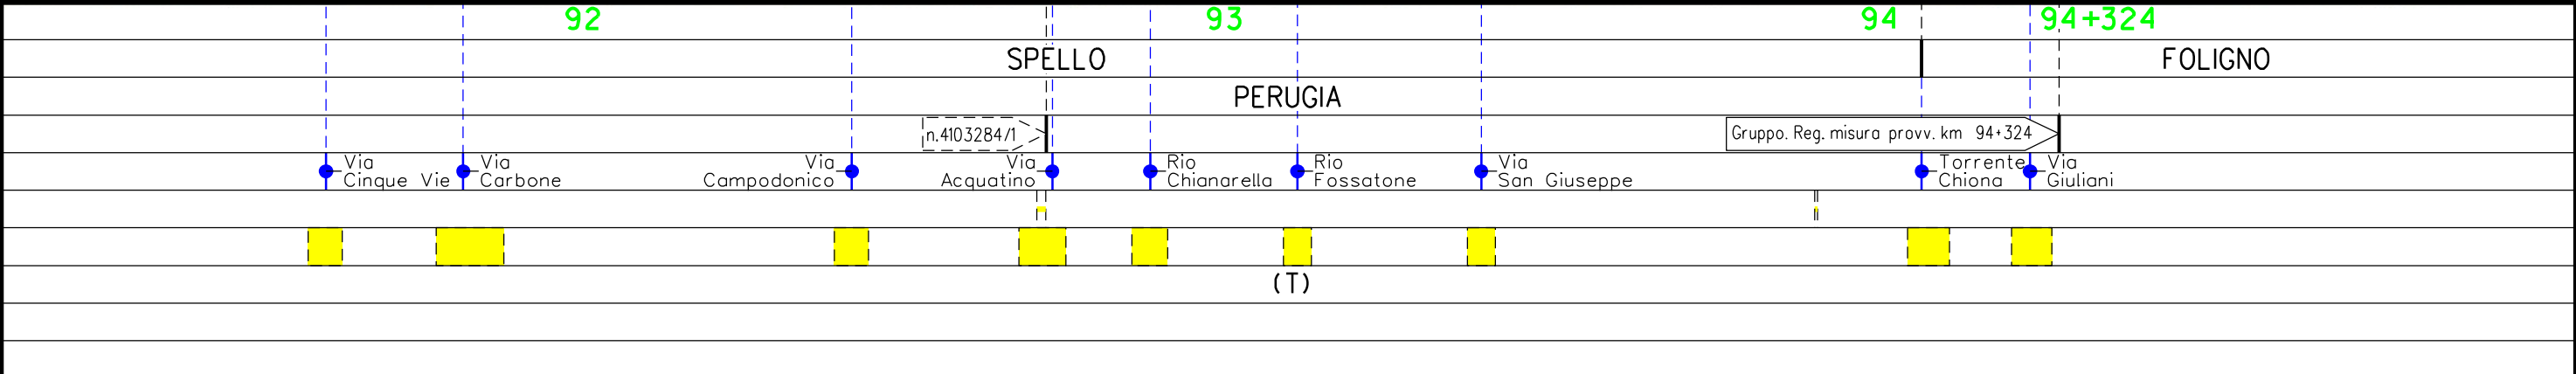 92 93 94 94+324
SPELLO FOLIGNO
PERUGIA
n.4103284/1 Gruppo. Reg. misura provv. km 94+324
Via Via Via Via Rio Rio Via Torrente Via
Cinque Vie Carbone Campodonico Acquatino Chianarella Fossatone San Giuseppe Chiona Giuliani
(T)